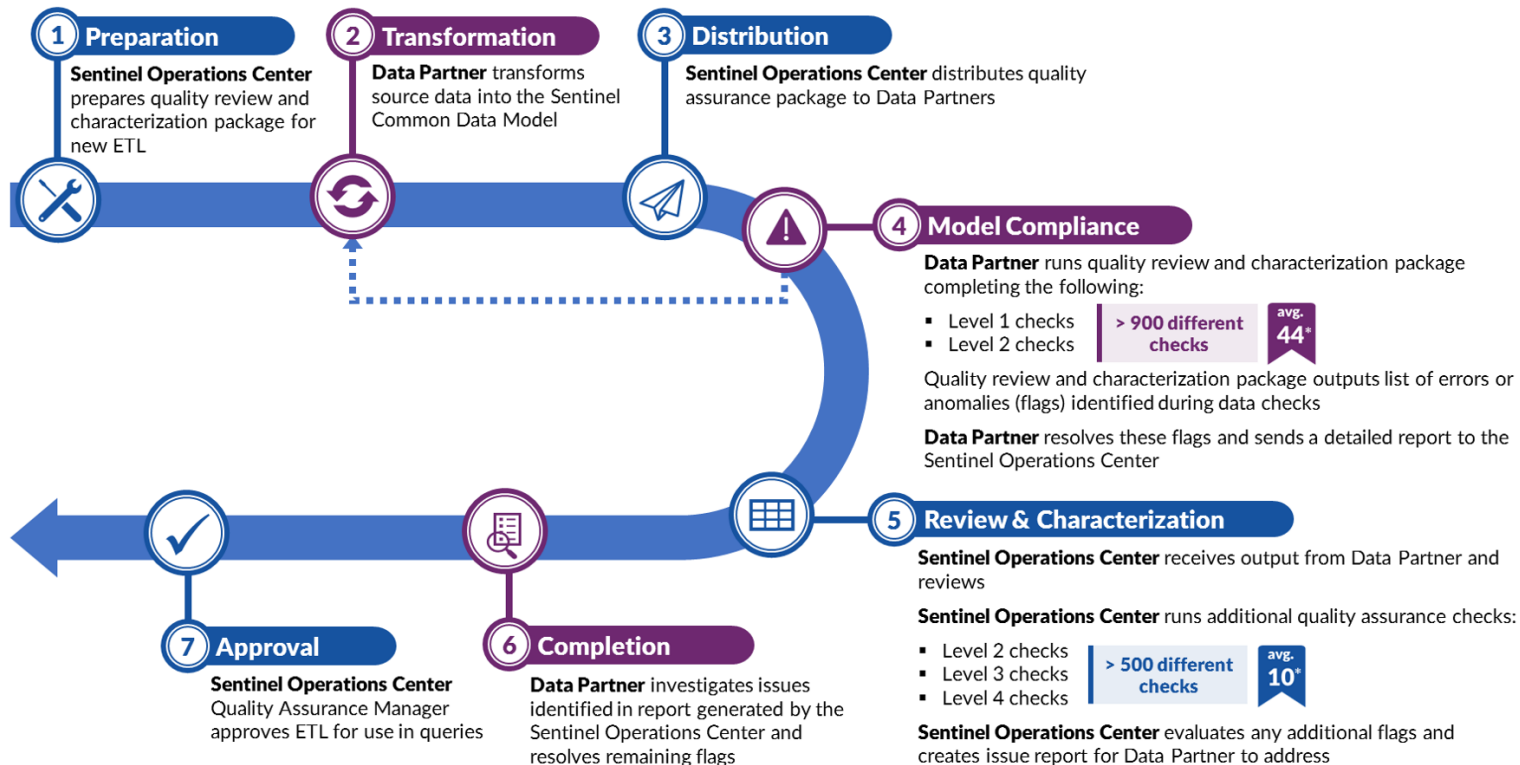 1 Preparation
Sentinel Operations Center
prepares quality review and
characterization package for
new ETL
2 Transformation
Data Partner transforms
source data into the Sentinel
Common Data Model
3 Distribution
Sentinel Operations Center distributes quality
assurance package to Data Partners
4 Model Compliance
Data Partner runs quality review and characterization package
completing the following:
▪ Level 1 checks
▪ Level 2 checks
> 900 different
checks
avg.
44*
Quality review and characterization package outputs list of errors or
anomalies (flags) identified during data checks
Data Partner resolves these flags and sends a detailed report to the
Sentinel Operations Center
5 Review & Characterization
Sentinel Operations Center receives output from Data Partner and
reviews
Sentinel Operations Center runs additional quality assurance checks:
▪ Level 2 checks
▪ Level 3 checks
▪ Level 4 checks
> 500 different
checks
avg.
10*
Sentinel Operations Center evaluates any additional flags and
creates issue report for Data Partner to address
6 Completion
Data Partner investigates issues
identified in report generated by the
Sentinel Operations Center and
resolves remaining flags
7 Approval
Sentinel Operations Center
Quality Assurance Manager
approves ETL for use in queries